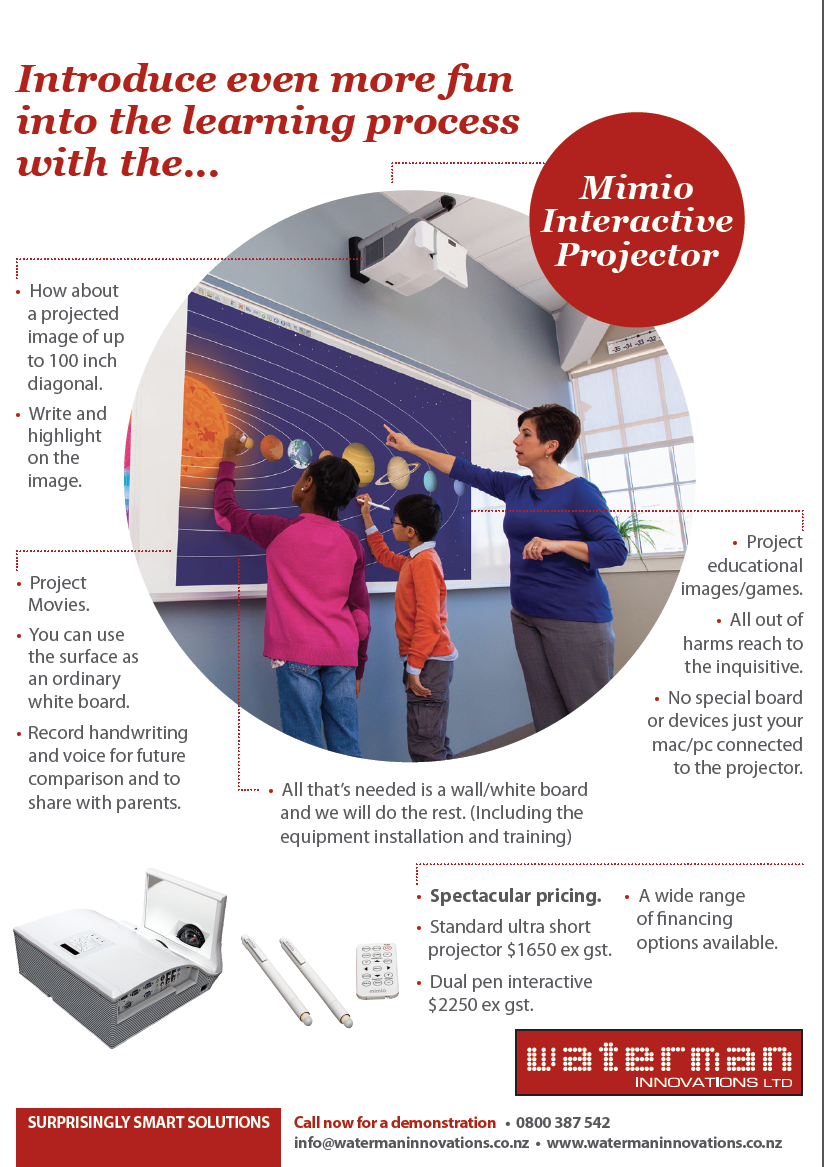 Introduce even more fun
into the learning process
with the...
Mimio
Interactive
Projector
• How about
a projected
image of up
to 100 inch
diagonal.
• Write and
highlight
on the
image.
-35 -34 -33 -32
• Project
educational
images/games.
• All out of
harms reach to
the inquisitive.
• No special board
or devices just your
mac/pc connected
to the projector.
• Project
Movies.
• You can use
the surface as
an ordinary
white board.
• Record handwriting
and voice for future
comparison and to
share with parents.
• All that's needed is a wall/white board
and we will do the rest. (Including the
equipment installation and training)
• Spectacular pricing.
• Standard ultra short
projector $1650 ex gst.
• Dual pen interactive
$2250 ex gst.
• A wide range
of financing
options available.
mimio
waterman
INNOVATIONS LTD
SURPRISINGLY SMART SOLUTIONS
Call now for a demonstration • 0800 387 542
info@watermaninnovations.co.nz • www.watermaninnovations.co.nz